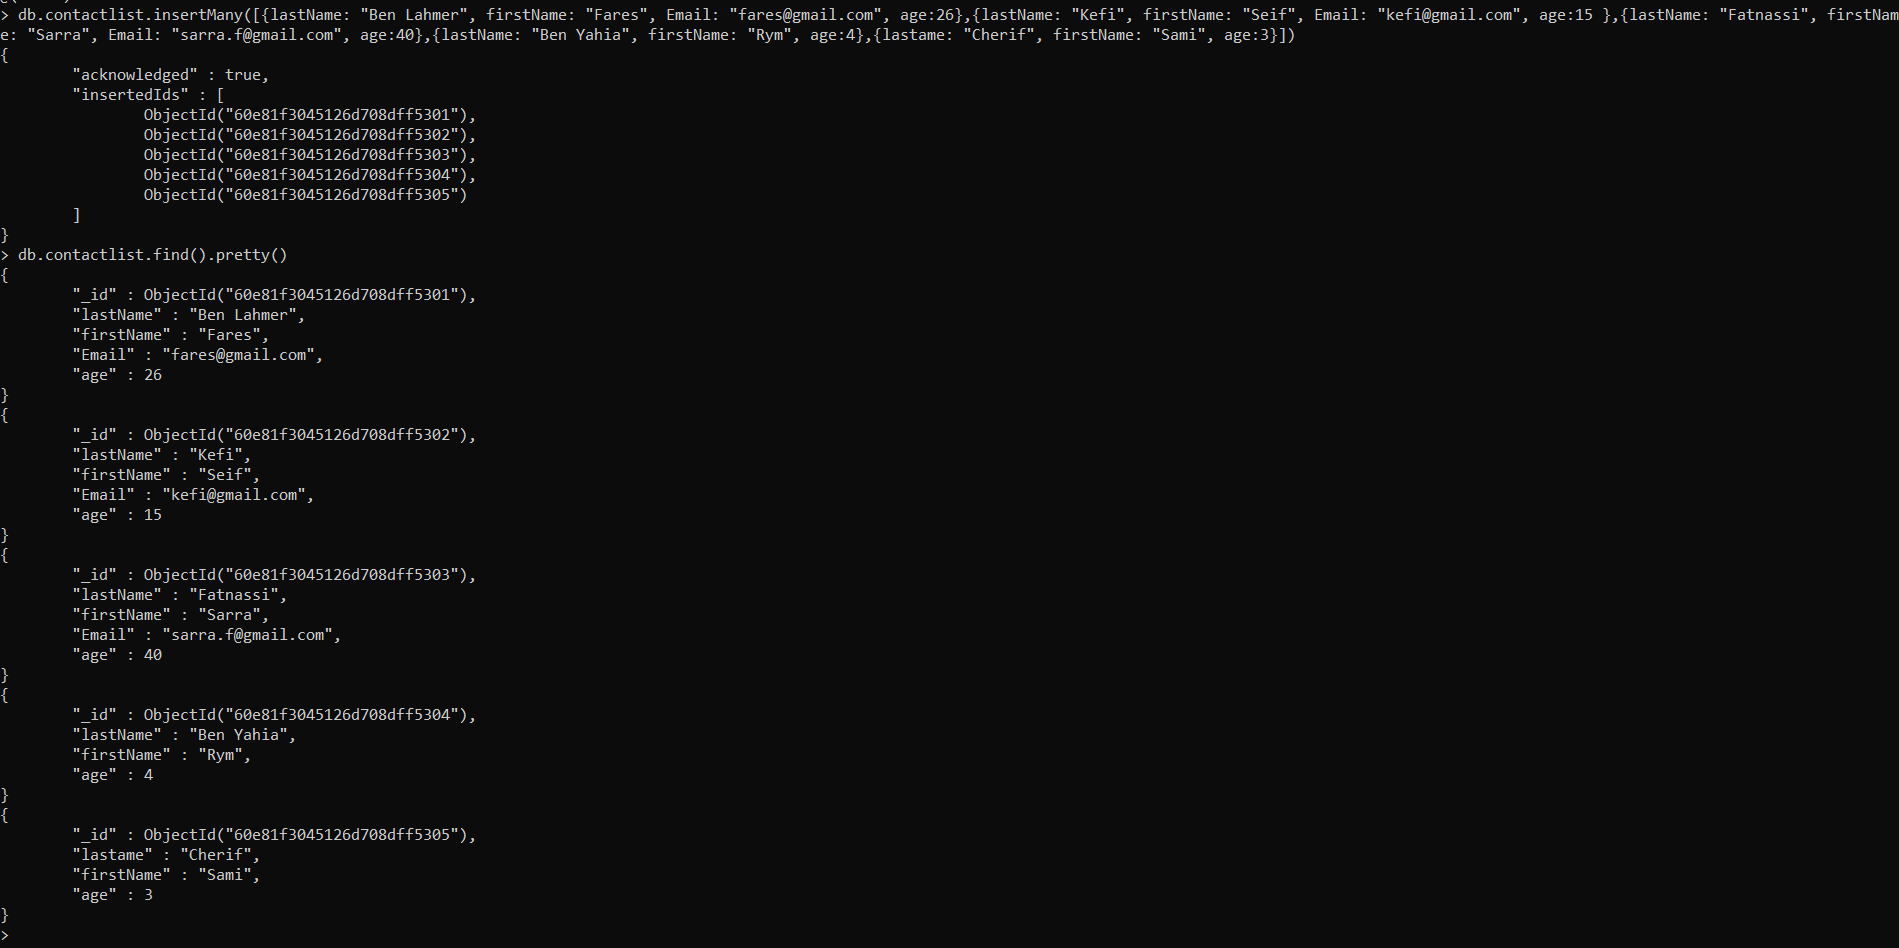 > db.contactlist.insertMany([{lastName: "Ben Lahmer", firstName: "Fares", Email: "fares@gmail.com", age:26},{lastName: "Kefi", firstName: "Seif", Email: "kefi@gmail.com", age:15 },{lastName: "Fatnassi", firstNam
e: "Sarra", Email: "sarra.f@gmail.com", age:40},{lastName: "Ben Yahia", firstName: "Rym", age:4},{lastame: "Cherif", firstName: "Sami", age:3}])
{
        "acknowledged" : true,
        "insertedIds" : [
                ObjectId("60e81f3045126d708dff5301"),
                ObjectId("60e81f3045126d708dff5302"),
                ObjectId("60e81f3045126d708dff5303"),
                ObjectId("60e81f3045126d708dff5304"),
                ObjectId("60e81f3045126d708dff5305")
        ]
}
> db.contactlist.find().pretty()
{
        "_id" : ObjectId("60e81f3045126d708dff5301"),
        "lastName" : "Ben Lahmer",
        "firstName" : "Fares",
        "Email" : "fares@gmail.com",
        "age" : 26
}
{
        "_id" : ObjectId("60e81f3045126d708dff5302"),
        "lastName" : "Kefi",
        "firstName" : "Seif",
        "Email" : "kefi@gmail.com",
        "age" : 15
}
{
        "_id" : ObjectId("60e81f3045126d708dff5303"),
        "lastName" : "Fatnassi",
        "firstName" : "Sarra",
        "Email" : "sarra.f@gmail.com",
        "age" : 40
}
{
        "_id" : ObjectId("60e81f3045126d708dff5304"),
        "lastName" : "Ben Yahia",
        "firstName" : "Rym",
        "age" : 4
}
{
        "_id" : ObjectId("60e81f3045126d708dff5305"),
        "lastame" : "Cherif",
        "firstName" : "Sami",
        "age" : 3
}
>